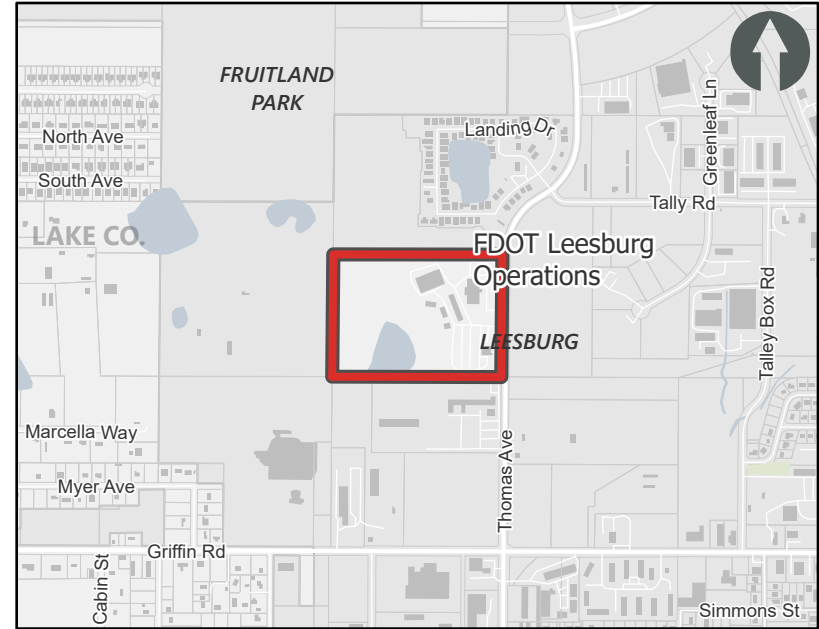 FRUITLAND
PARK
Greenleaf Ln
Landing Dr
North Ave
South Ave
Tally Rd
LAKE CO.
FDOT Leesburg
Operations
Talley Box Rd
LEESBURG
Marcella Way
Thomas Ave
Myer Ave
Griffin Rd
Cabin St
Simmons St